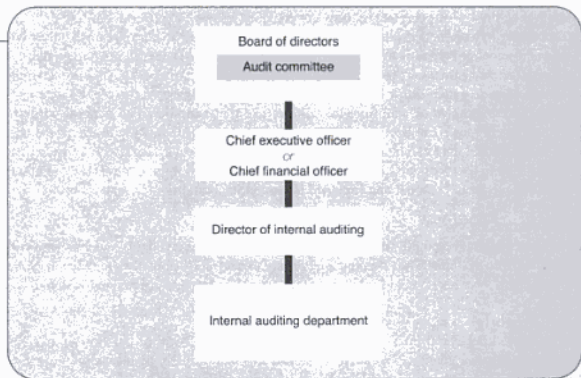 Board of directors
Audit committee
Chief executive officer
or
Chief financial officer
Director of internal auditing
Internal auditing department